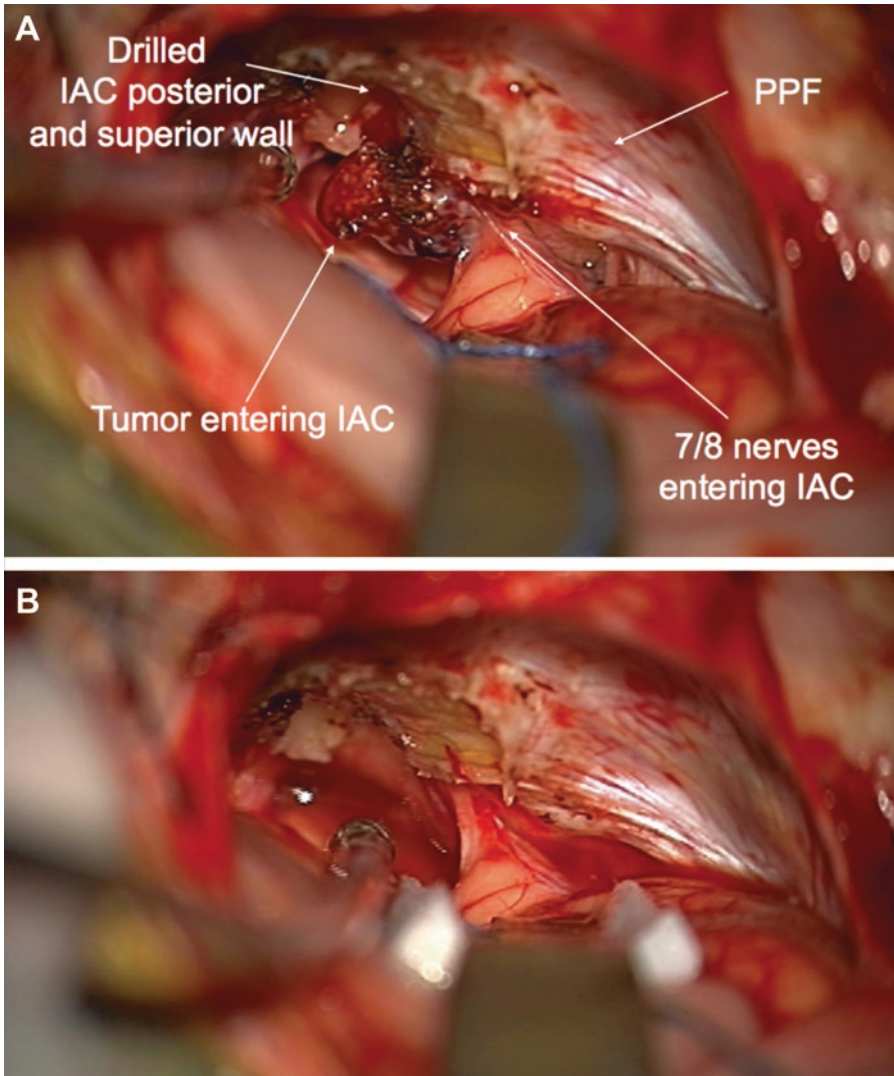 A
Drilled
IAC posterior
and superior wall
PPF
Tumor entering IAC
7/8 nerves
entering IAC
B